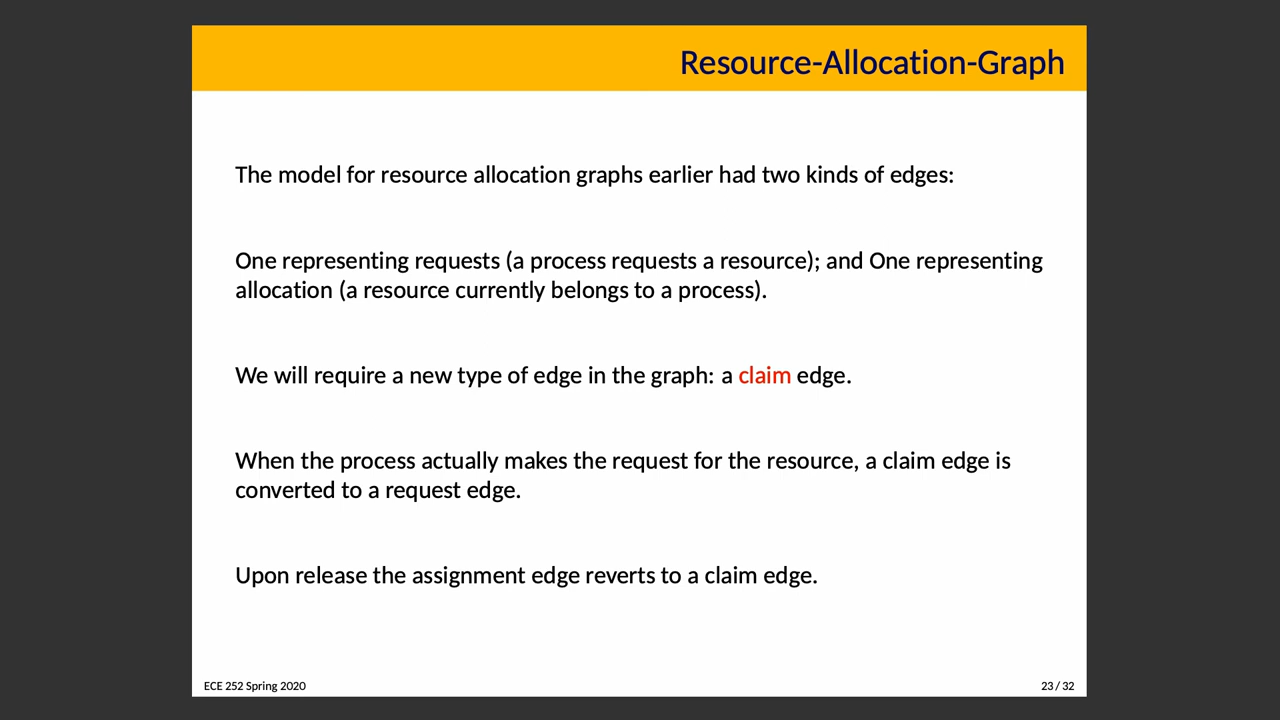 Resource-Allocation-Graph
The model for resource allocation graphs earlier had two kinds of edges:
One representing requests (a process requests a resource); and One representing
allocation (a resource currently belongs to a process).
We will require a new type of edge in the graph: a claim edge.
When the process actually makes the request for the resource, a claim edge is
converted to a request edge.
Upon release the assignment edge reverts to a claim edge.
ECE 252 Spring 2020
23 / 32